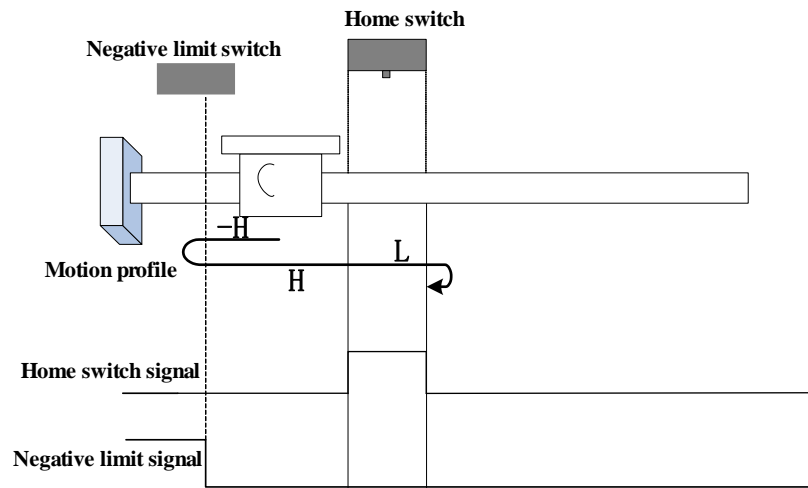 Home switch
Negative limit switch
-H
L
Motion profile
H
Home switch signal
Negative limit signal